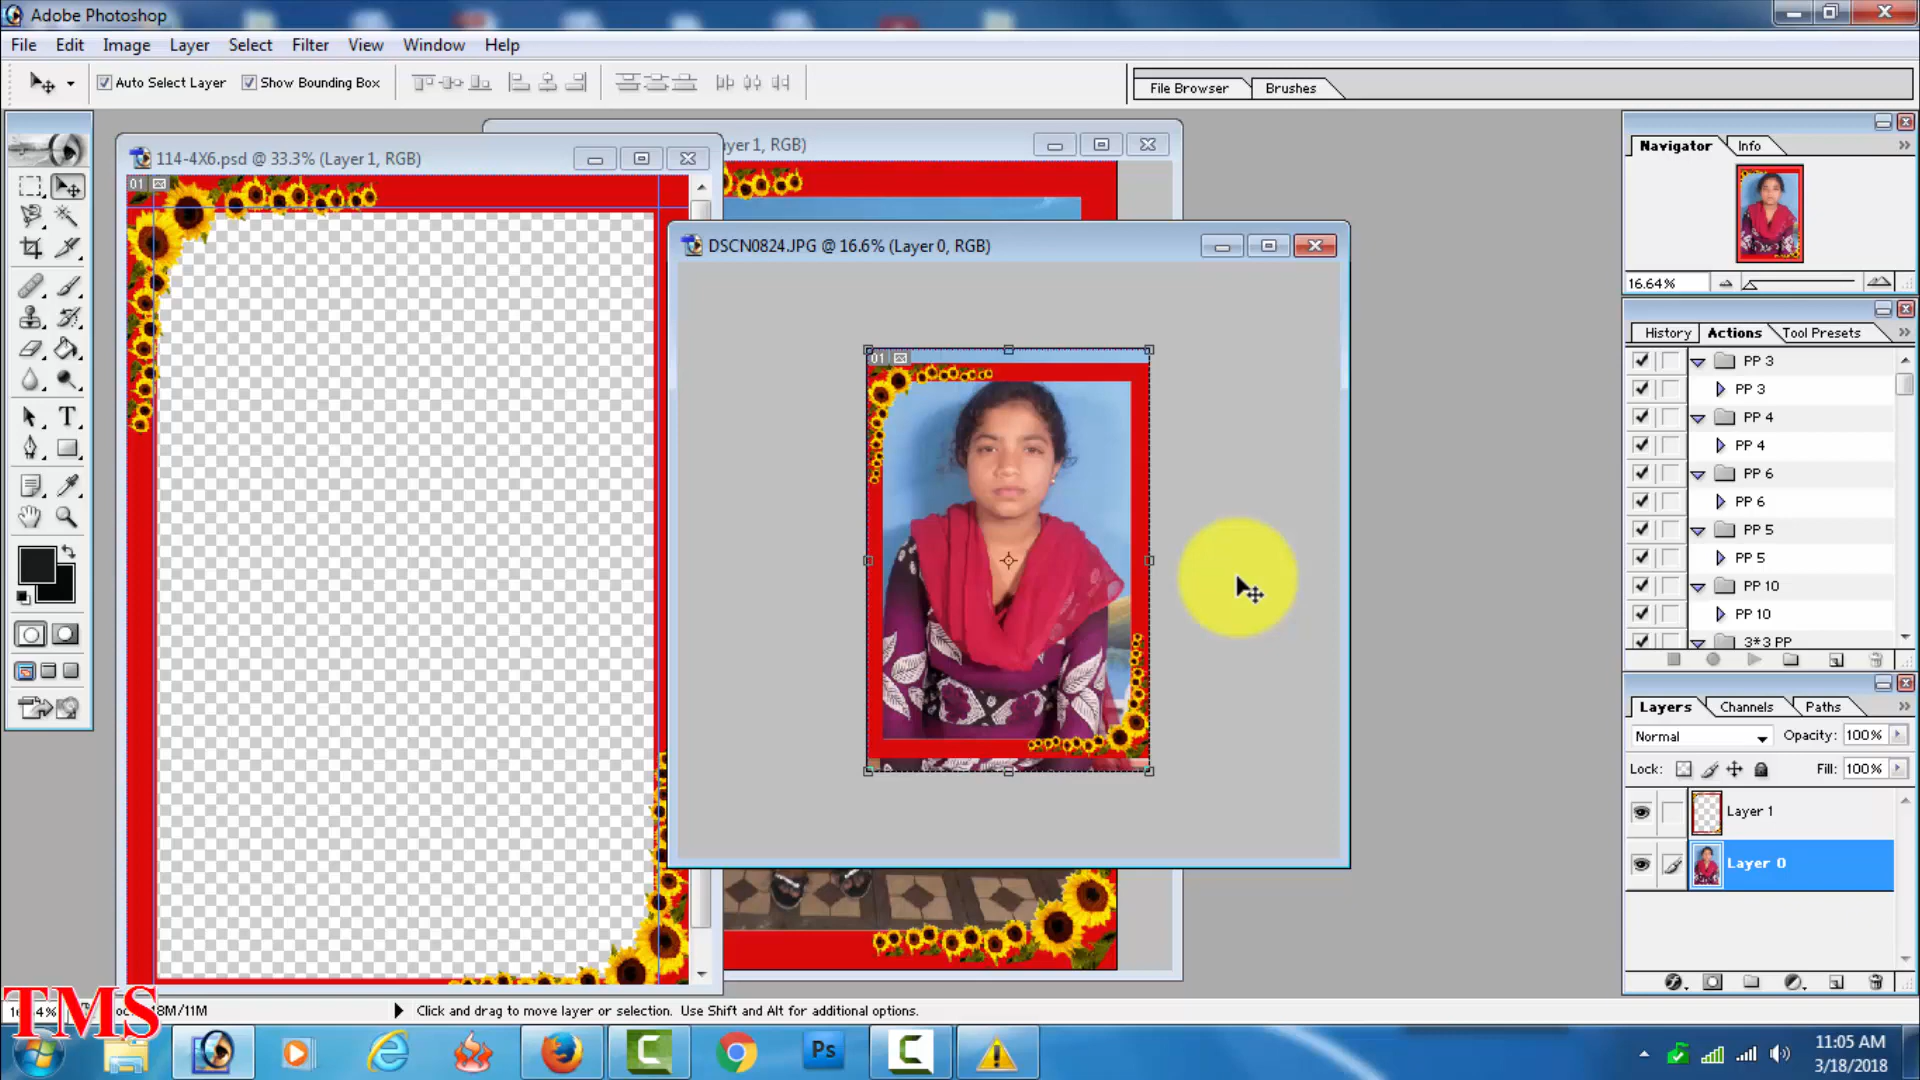 Adobe Photoshop
File Edit Image Layer Select Filter View Window Help
Auto Select Layer Show Bounding Box
File Browser Brushes
114-4X6.psd @ 33.3% (Layer 1, RGB)
ayer 1, RGB)
01
DSCN0824.JPG @ 16.6% (Layer 0, RGB)
01
T
Navigator Info
16.64%
History Actions Tool Presets
PP 3
PP 3
PP 4
PP 4
PP 6
PP 6
PP 5
PP 5
PP 10
PP 10
3*3 PP
Layers Channels Paths
Normal Opacity: 100%
Lock: Fill: 100%
Layer 1
Layer 0
TMS
M/11M
Click and drag to move layer or selection. Use Shift and Alt for additional options.
Ps
11:05 AM
3/18/2018